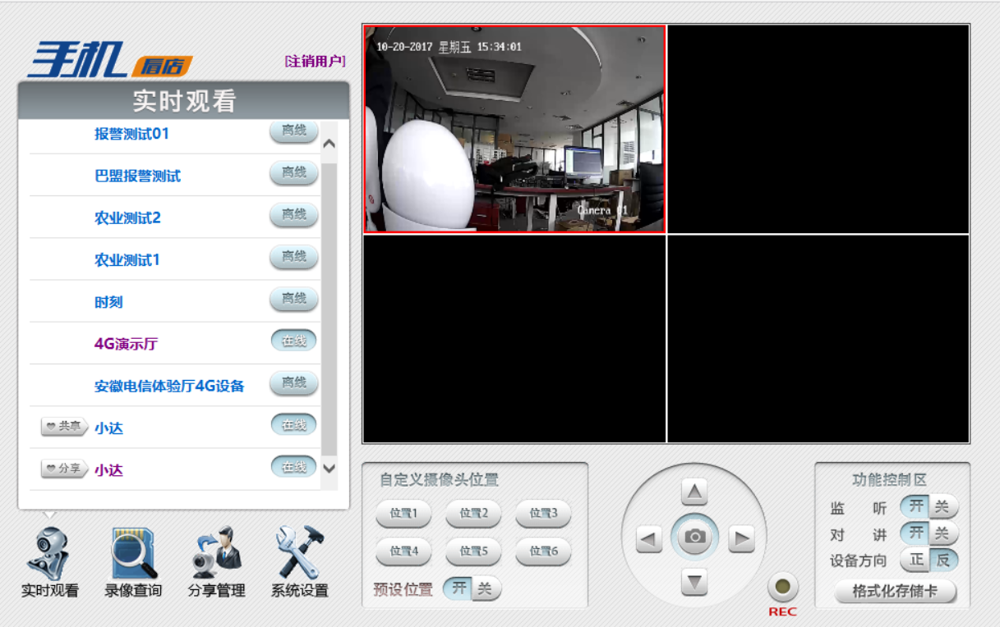 手机看店
[注销用户]
实时观看
报警测试01 离线
巴盟报警测试 离线
农业测试2 离线
农业测试1 离线
时刻 离线
4G演示厅 在线
安徽电信体验厅4G设备 离线
共享 小达 在线
分享 小达 在线
实时观看 录像查询 分享管理 系统设置
10-20-2017 星期五 15:34:01
Camera 01
自定义摄像头位置
位置1 位置2 位置3
位置4 位置5 位置6
预设位置 开 关
REC
功能控制区
监 听 开 关
对 讲 开 关
设备方向 正 反
格式化存储卡